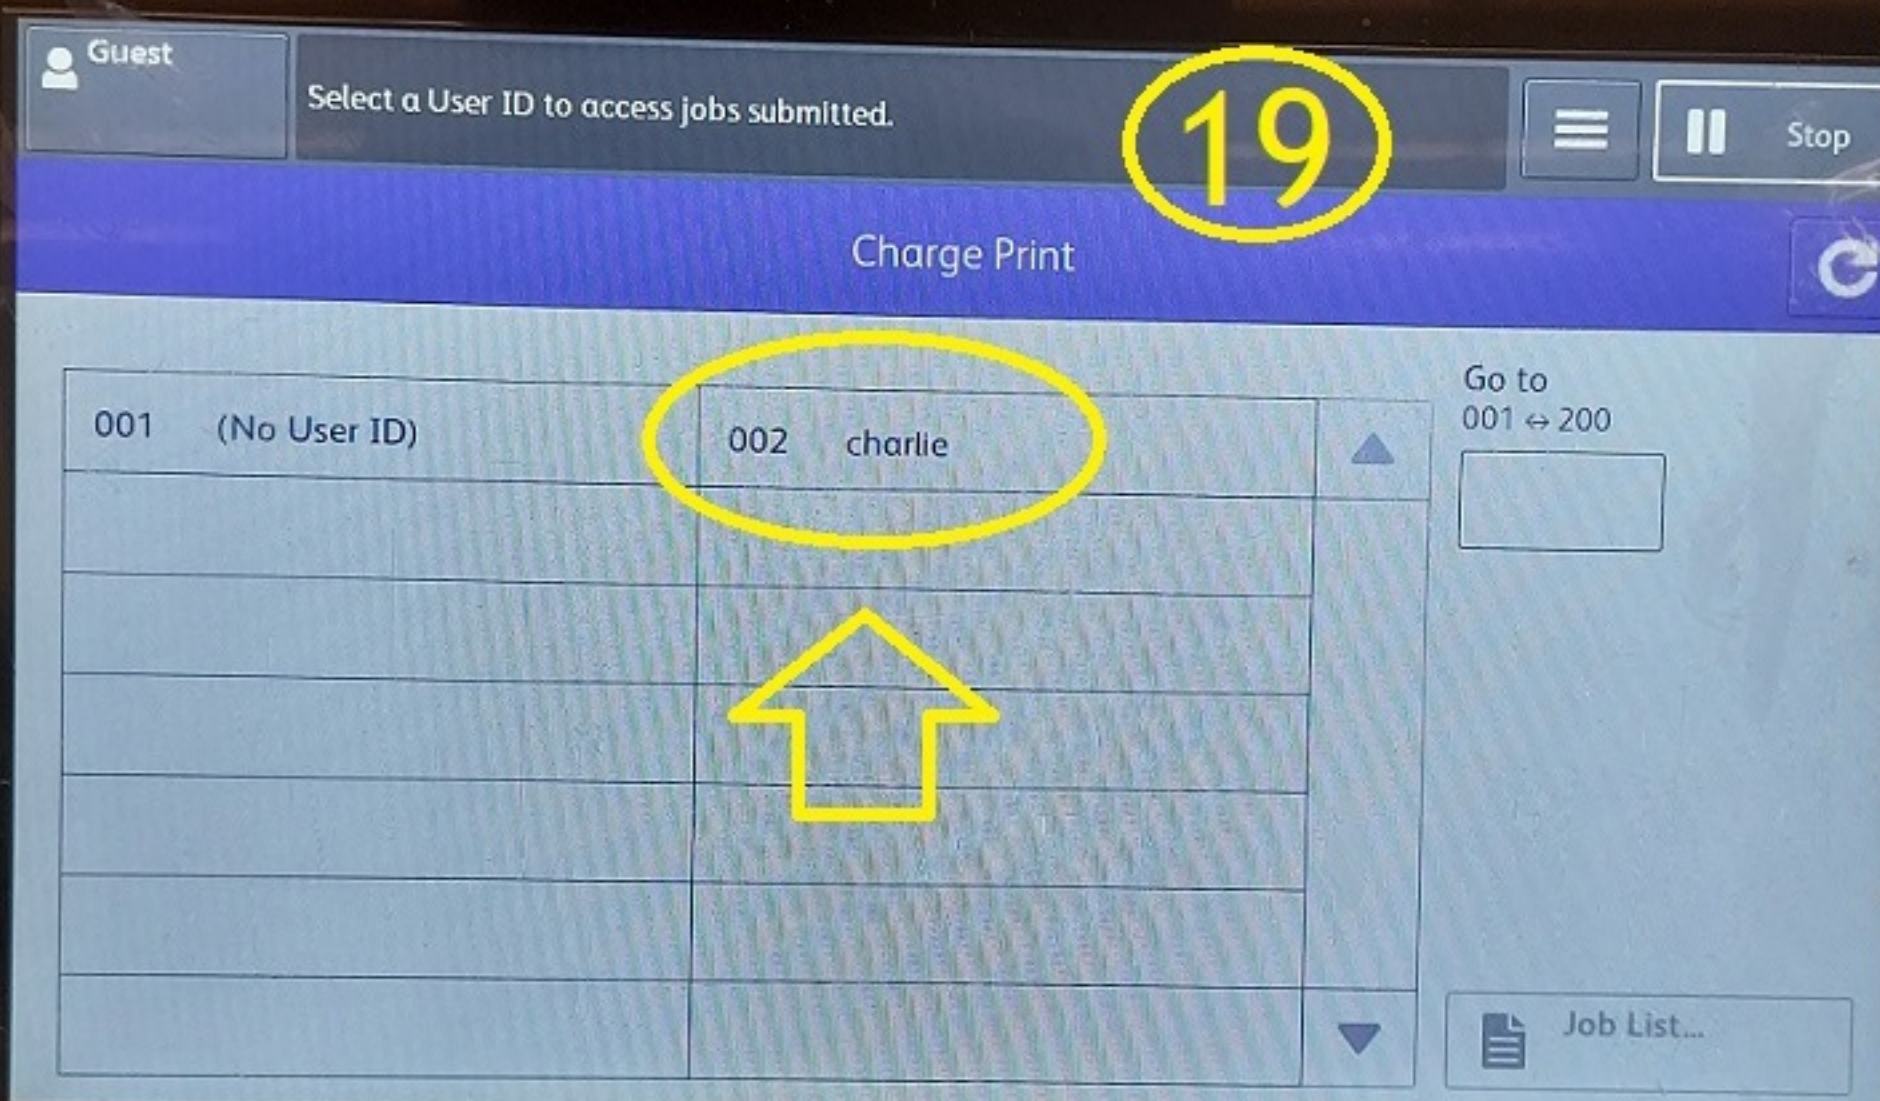 Guest
Select a User ID to access jobs submitted.
19
Stop
Charge Print
001 (No User ID)
002 charlie
Go to
001 ↔ 200
Job List...